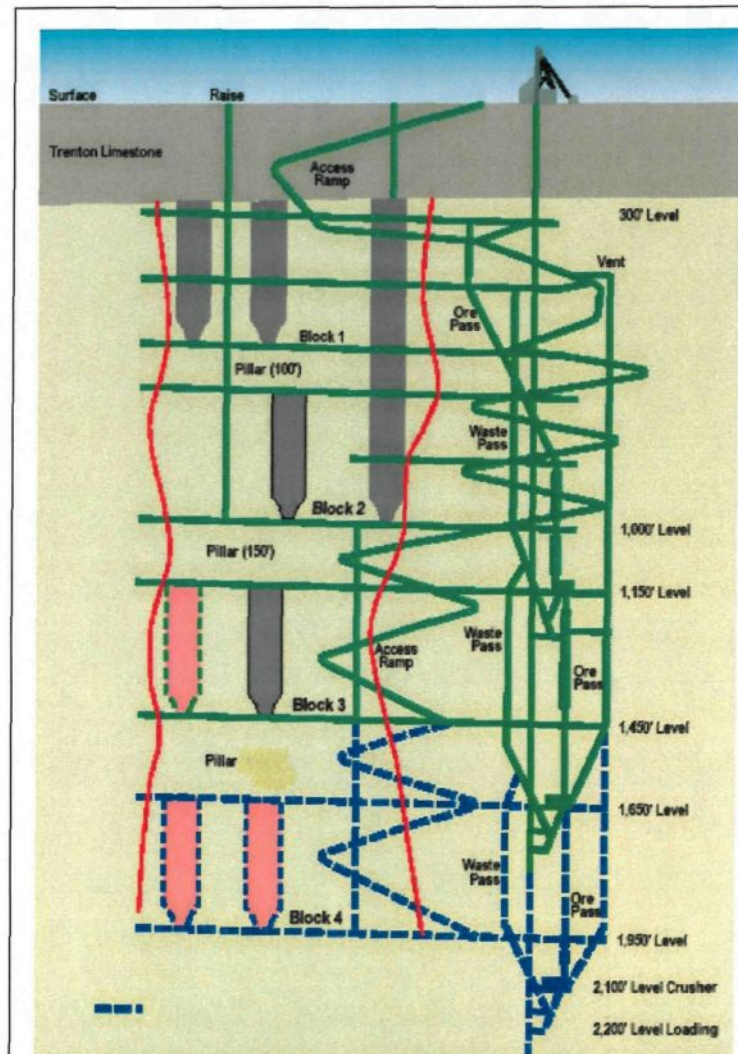 Surface
Raise
Trenton Limestone
Access
Ramp
300' Level
Vent
Ore
Pass
Block 1
Pillar (100')
Waste
Pass
Block 2
1,000' Level
Pillar (150')
1,150' Level
Waste
Pass
Access
Ramp
Ore
Pass
Block 3
1,450' Level
Pillar
1,650' Level
Waste
Pass
Ore
Pass
Block 4
1,950' Level
2,100' Level Crusher
2,200' Level Loading